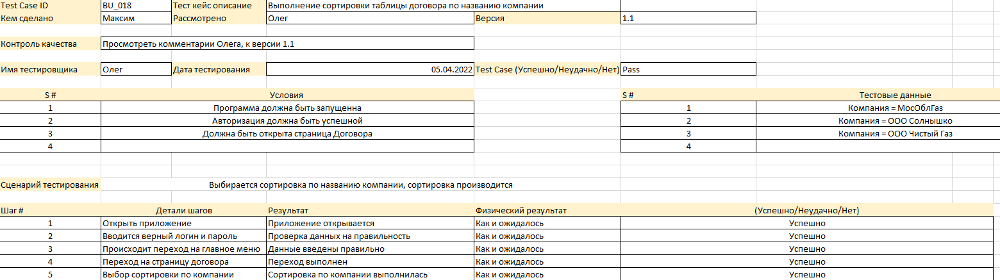 Test Case ID BU_018 Тест кейс описание Выполнение сортировки таблицы договора по названию компании
Кем сделано Максим Рассмотрено Олег Версия 1.1
Контроль качества Просмотреть комментарии Олега, к версии 1.1
Имя тестировщика Олег Дата тестирования 05.04.2022 Test Case (Успешно/Неудачно/Нет) Pass
S # Условия S # Тестовые данные
1 Программа должна быть запущенна 1 Компания = МосОблГаз
2 Авторизация должна быть успешной 2 Компания = ООО Солнышко
3 Должна быть открыта страница Договора 3 Компания = ООО Чистый Газ
4 4
Сценарий тестирования Выбирается сортировка по названию компании, сортировка производится
Шаг # Детали шагов Результат Физический результат (Успешно/Неудачно/Нет)
1 Открыть приложение Приложение открывается Как и ожидалось Успешно
2 Вводится верный логин и пароль Проверка данных на правильность Как и ожидалось Успешно
3 Происходит переход на главное меню Данные введены правильно Как и ожидалось Успешно
4 Переход на страницу договора Переход выполнен Как и ожидалось Успешно
5 Выбор сортировки по компании Сортировка по компании выполнилась Как и ожидалось Успешно